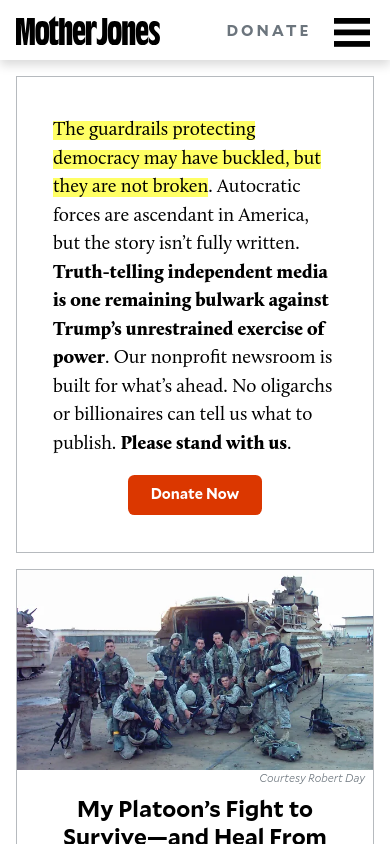 Mother Jones
DONATE
The guardrails protecting
democracy may have buckled, but
they are not broken. Autocratic
forces are ascendant in America,
but the story isn’t fully written.
Truth-telling independent media
is one remaining bulwark against
Trump’s unrestrained exercise of
power. Our nonprofit newsroom is
built for what’s ahead. No oligarchs
or billionaires can tell us what to
publish. Please stand with us.
Donate Now
Courtesy Robert Day
My Platoon’s Fight to
Survive—and Heal From